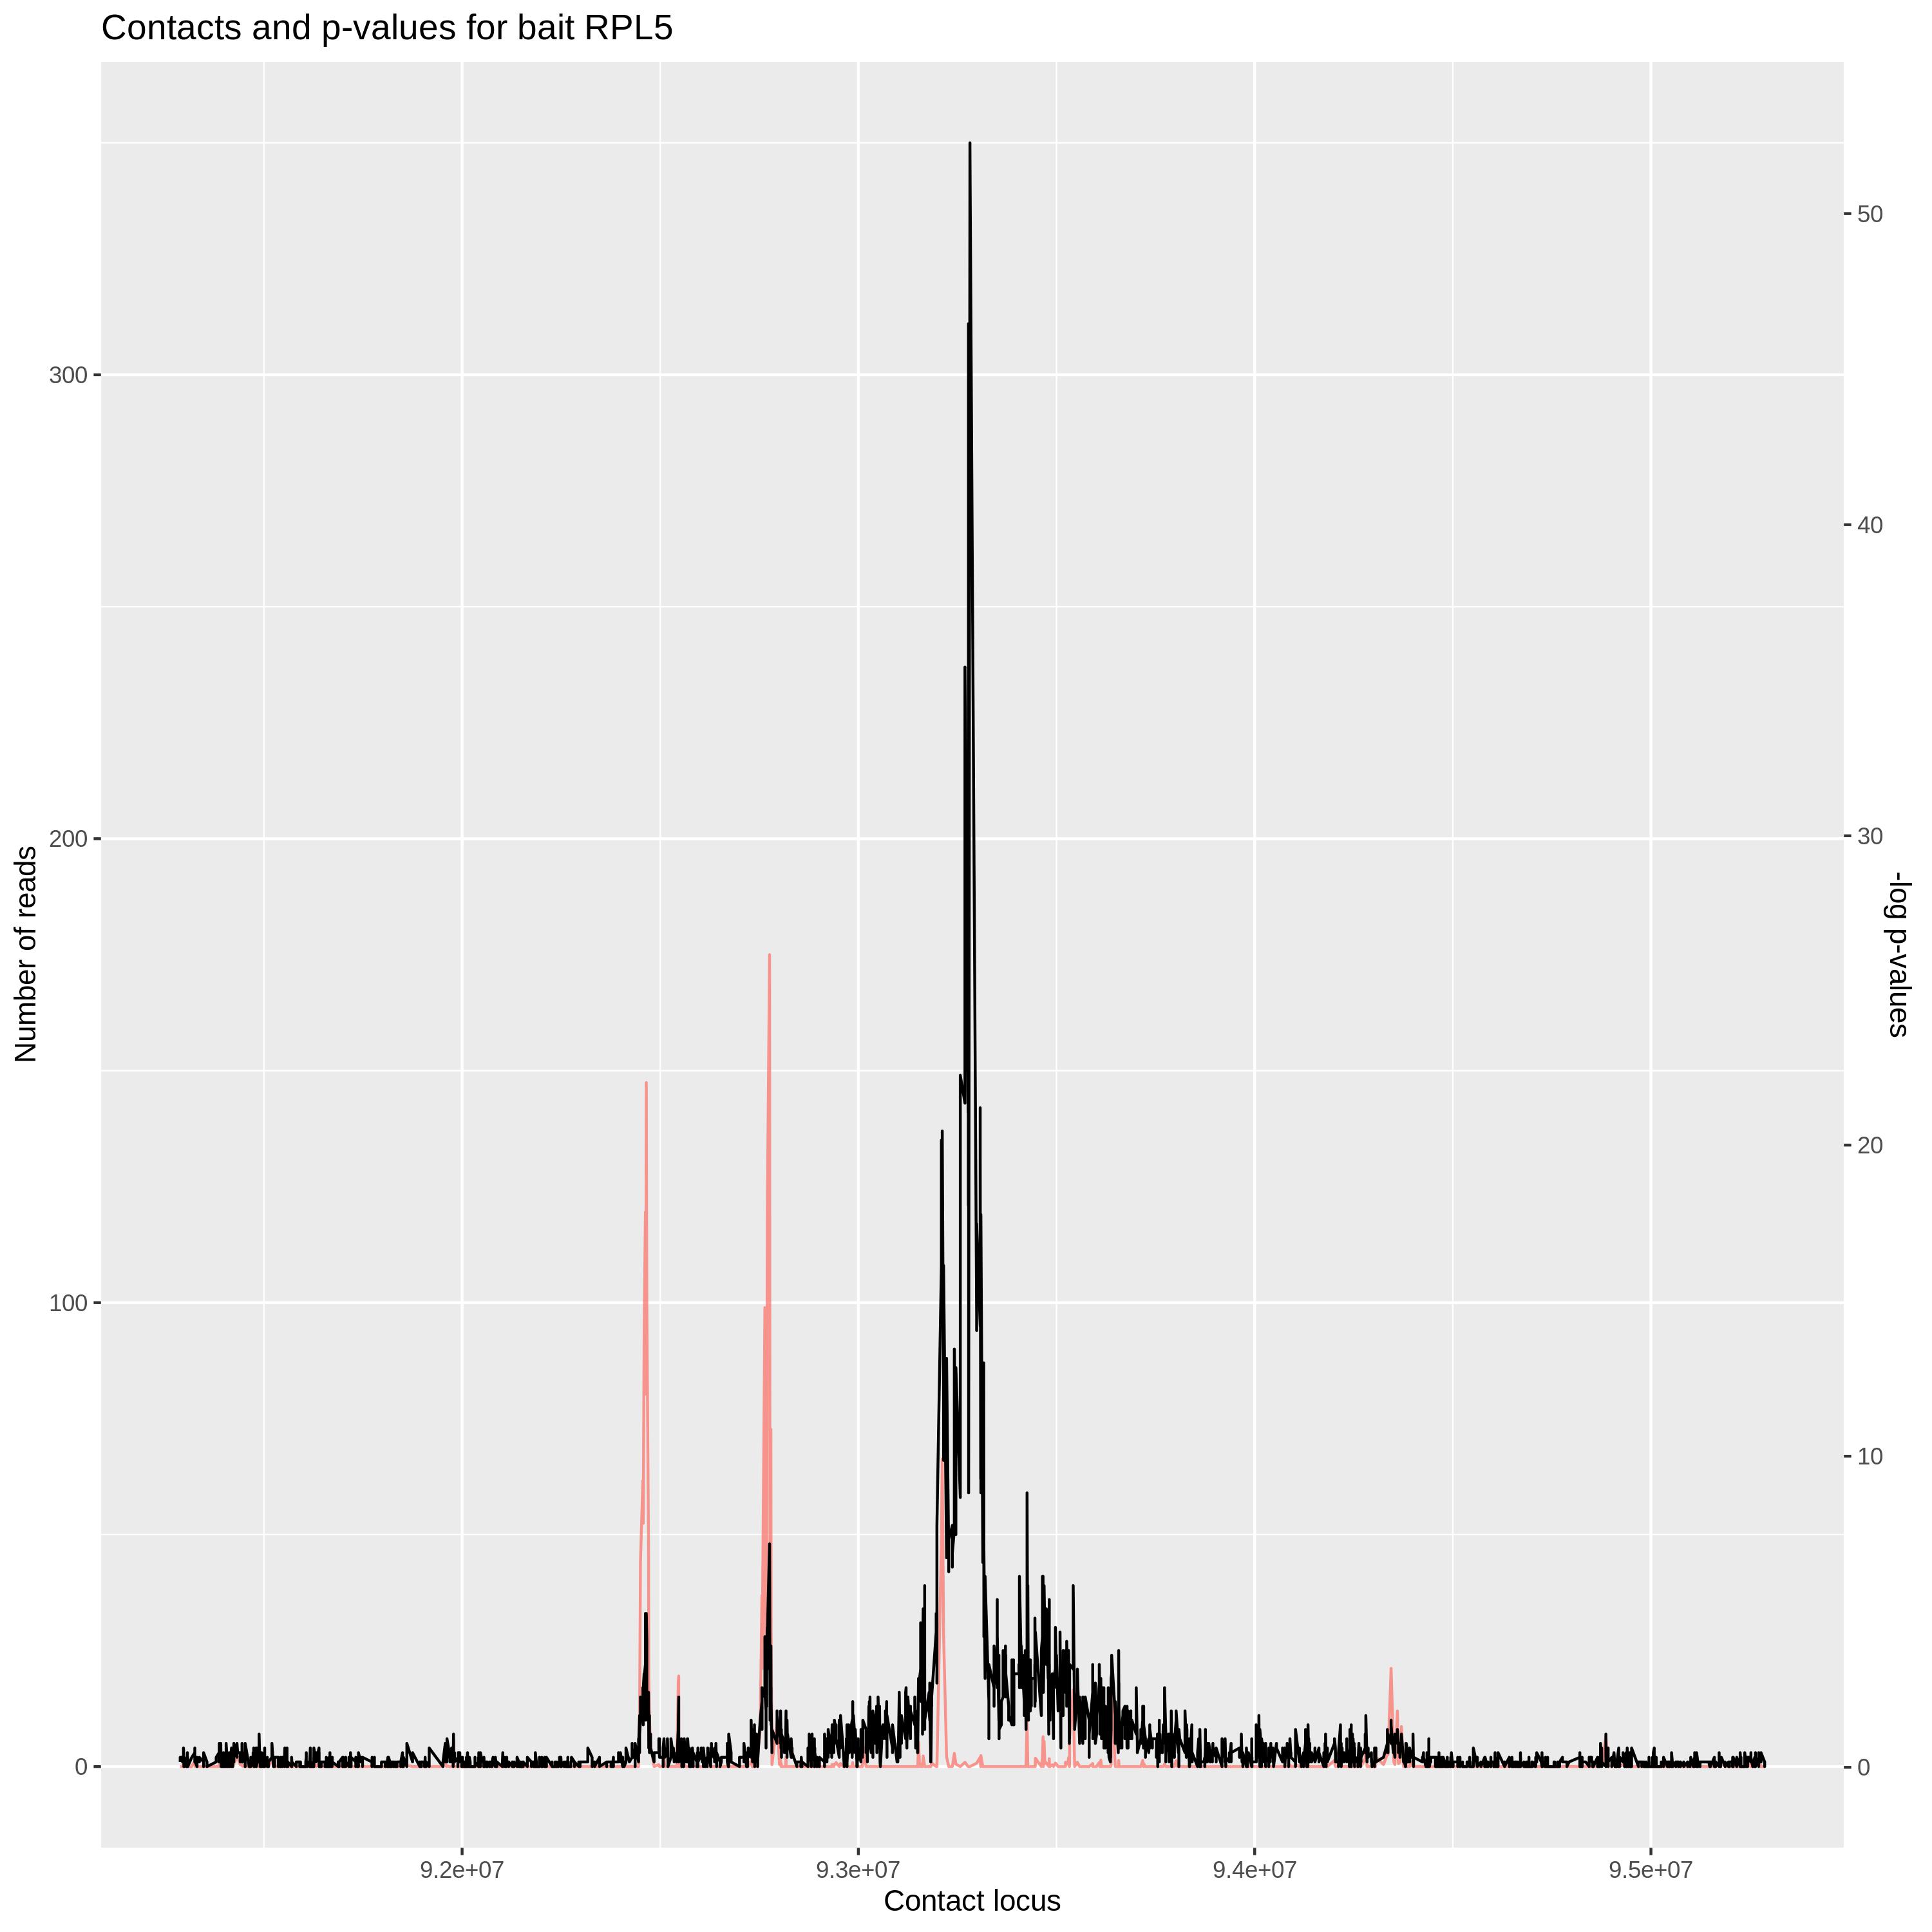 Contacts and p-values for bait RPL5
Number of reads
300
200
100
0
50
40
30
20
10
0
-log p-values
9.2e+07
9.3e+07
9.4e+07
9.5e+07
Contact locus